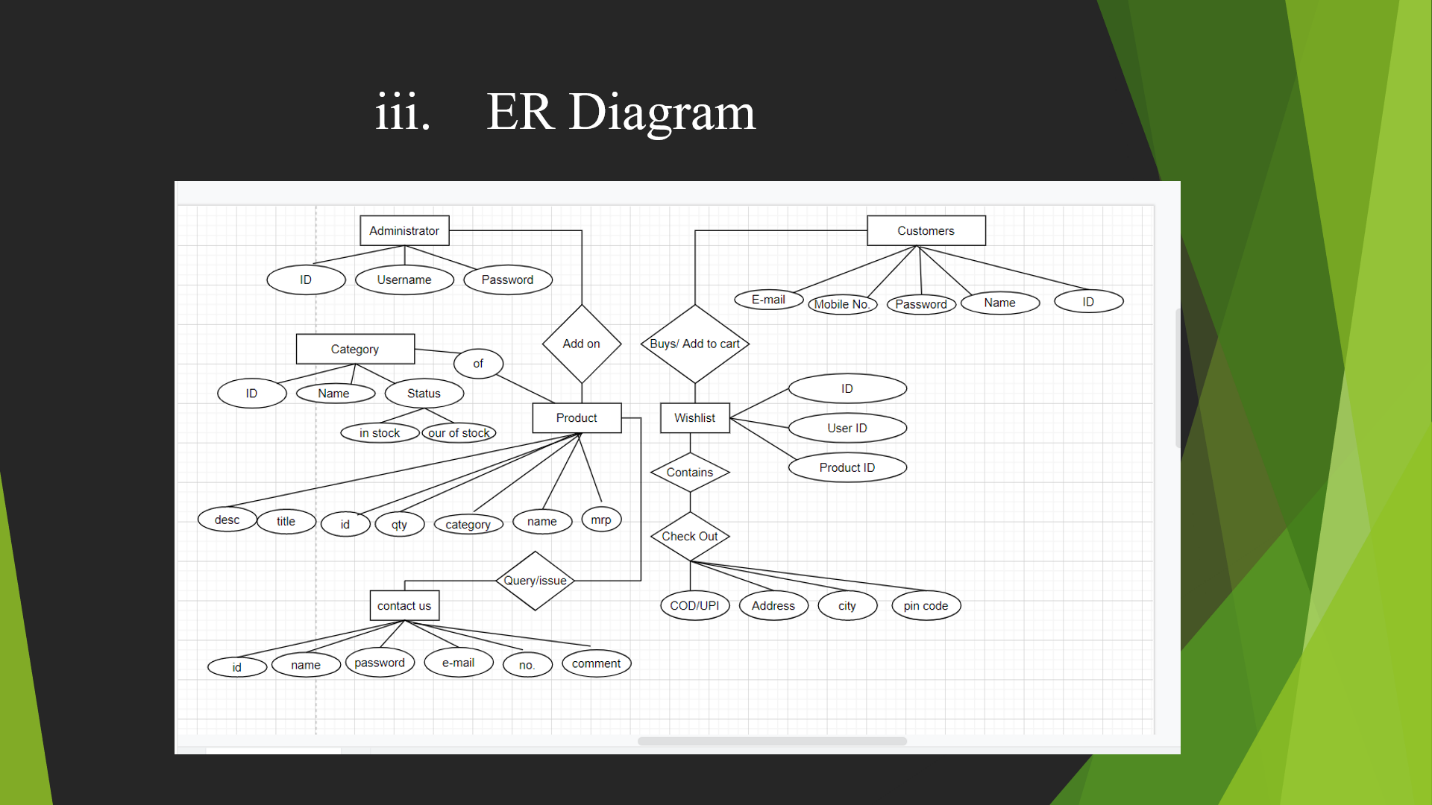 iii. ER Diagram
Administrator
Customers
ID
Username
Password
E-mail
Mobile No.
Password
Name
ID
Category
Add on
Buys/ Add to cart
of
ID
Name
Status
ID
Product
Wishlist
User ID
in stock
our of stock
Product ID
Contains
desc
title
id
qty
category
name
mrp
Check Out
Query/issue
contact us
COD/UPI
Address
city
pin code
id
name
password
e-mail
no.
comment